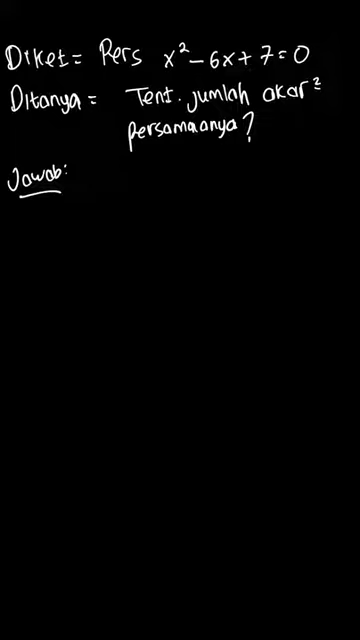 Diket = Pers x² - 6x + 7 = 0
Ditanya = Tent. jumlah akar²
persamaanya?
Jawab: